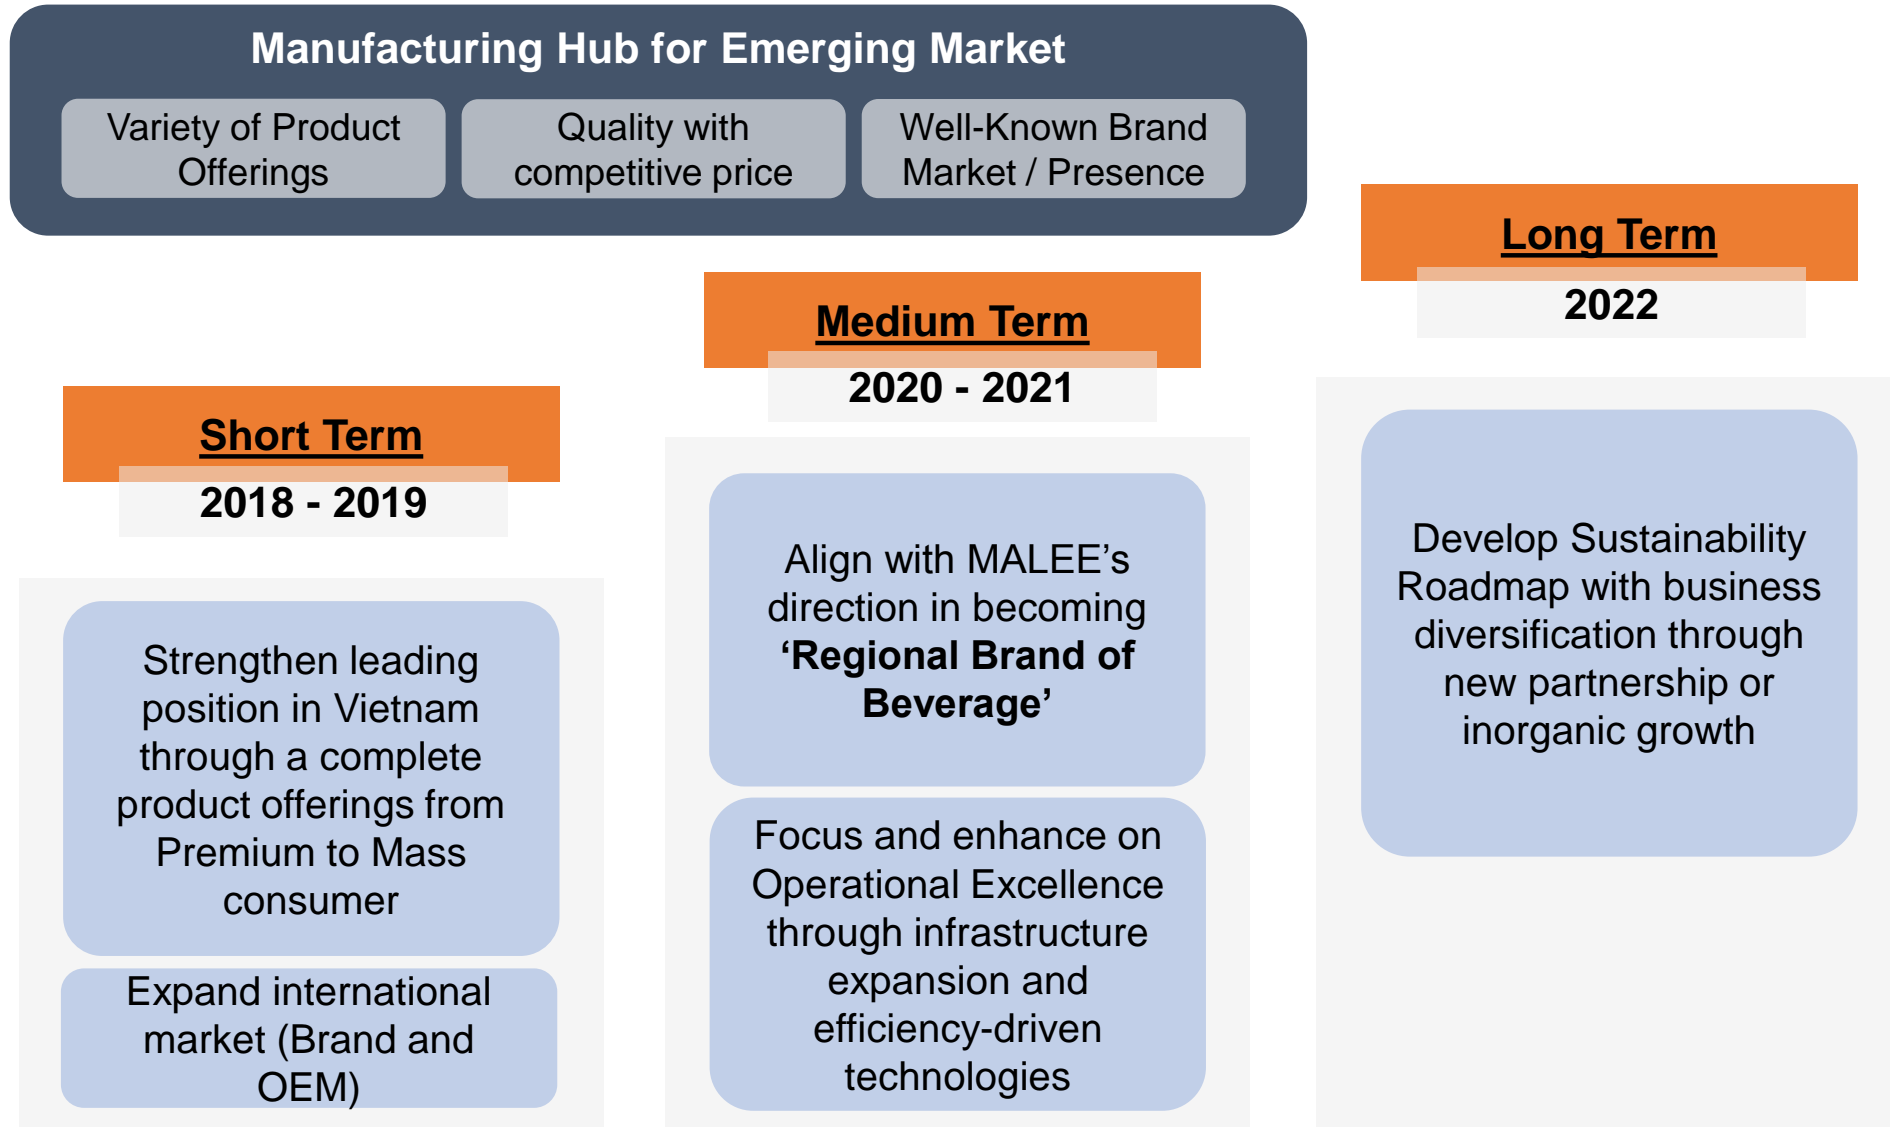 Manufacturing Hub for Emerging Market
Variety of Product
Offerings
Quality with
competitive price
Well-Known Brand
Market / Presence
Short Term
2018 - 2019
Strengthen leading
position in Vietnam
through a complete
product offerings from
Premium to Mass
consumer
Expand international
market (Brand and
OEM)
Medium Term
2020 - 2021
Align with MALEE’s
direction in becoming
‘Regional Brand of
Beverage’
Focus and enhance on
Operational Excellence
through infrastructure
expansion and
efficiency-driven
technologies
Long Term
2022
Develop Sustainability
Roadmap with business
diversification through
new partnership or
inorganic growth